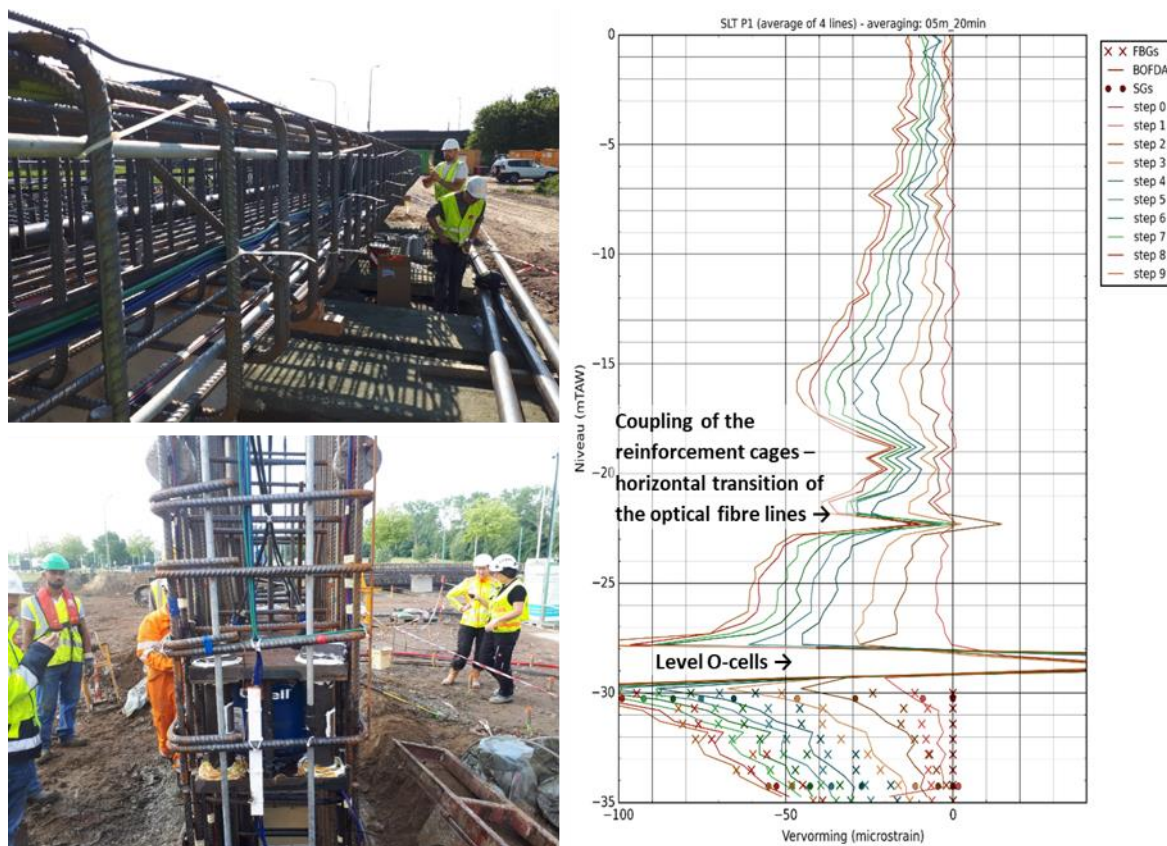 SLT P1 (average of 4 lines) - averaging: 05m_20min
FBGs
BOFDA
SGs
step 0
step 1
step 2
step 3
step 4
step 5
step 6
step 7
step 8
step 9
0
−5
−10
−15
−20
−25
−30
−35
Niveau (mTAW)
Coupling of the
reinforcement cages –
horizontal transition of
the optical fibre lines →
Level O-cells →
−100
−50
0
Vervorming (microstrain)